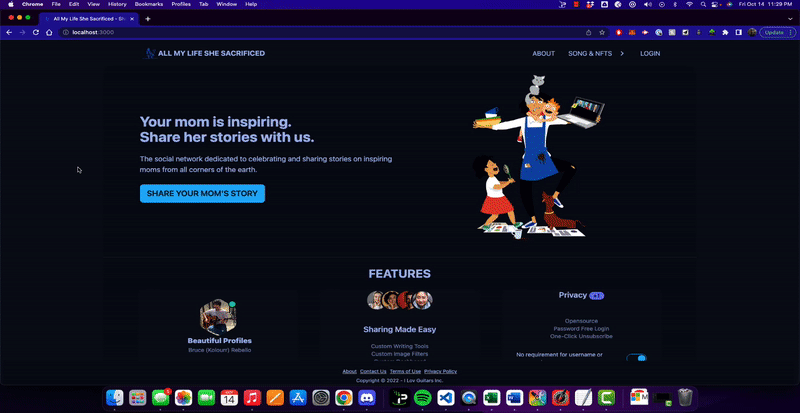 Chrome File Edit View History Bookmarks Profiles Tab Window Help
Fri Oct 14 11:29 PM
All My Life She Sacrificed - Sha
localhost:3000
Update
ALL MY LIFE SHE SACRIFICED
ABOUT SONG & NFTS LOGIN
Your mom is inspiring.
Share her stories with us.
The social network dedicated to celebrating and sharing stories on inspiring
moms from all corners of the earth.
SHARE YOUR MOM'S STORY
FEATURES
Beautiful Profiles
Bruce (Kolourr) Rebello
Sharing Made Easy
Custom Writing Tools
Custom Image Filters
Privacy
Opensource
Password Free Login
One-Click Unsubscribe
No requirement for username or
About Contact Us Terms of Use Privacy Policy
Copyright © 2022 - I Luv Guitars Inc.
OCT
14